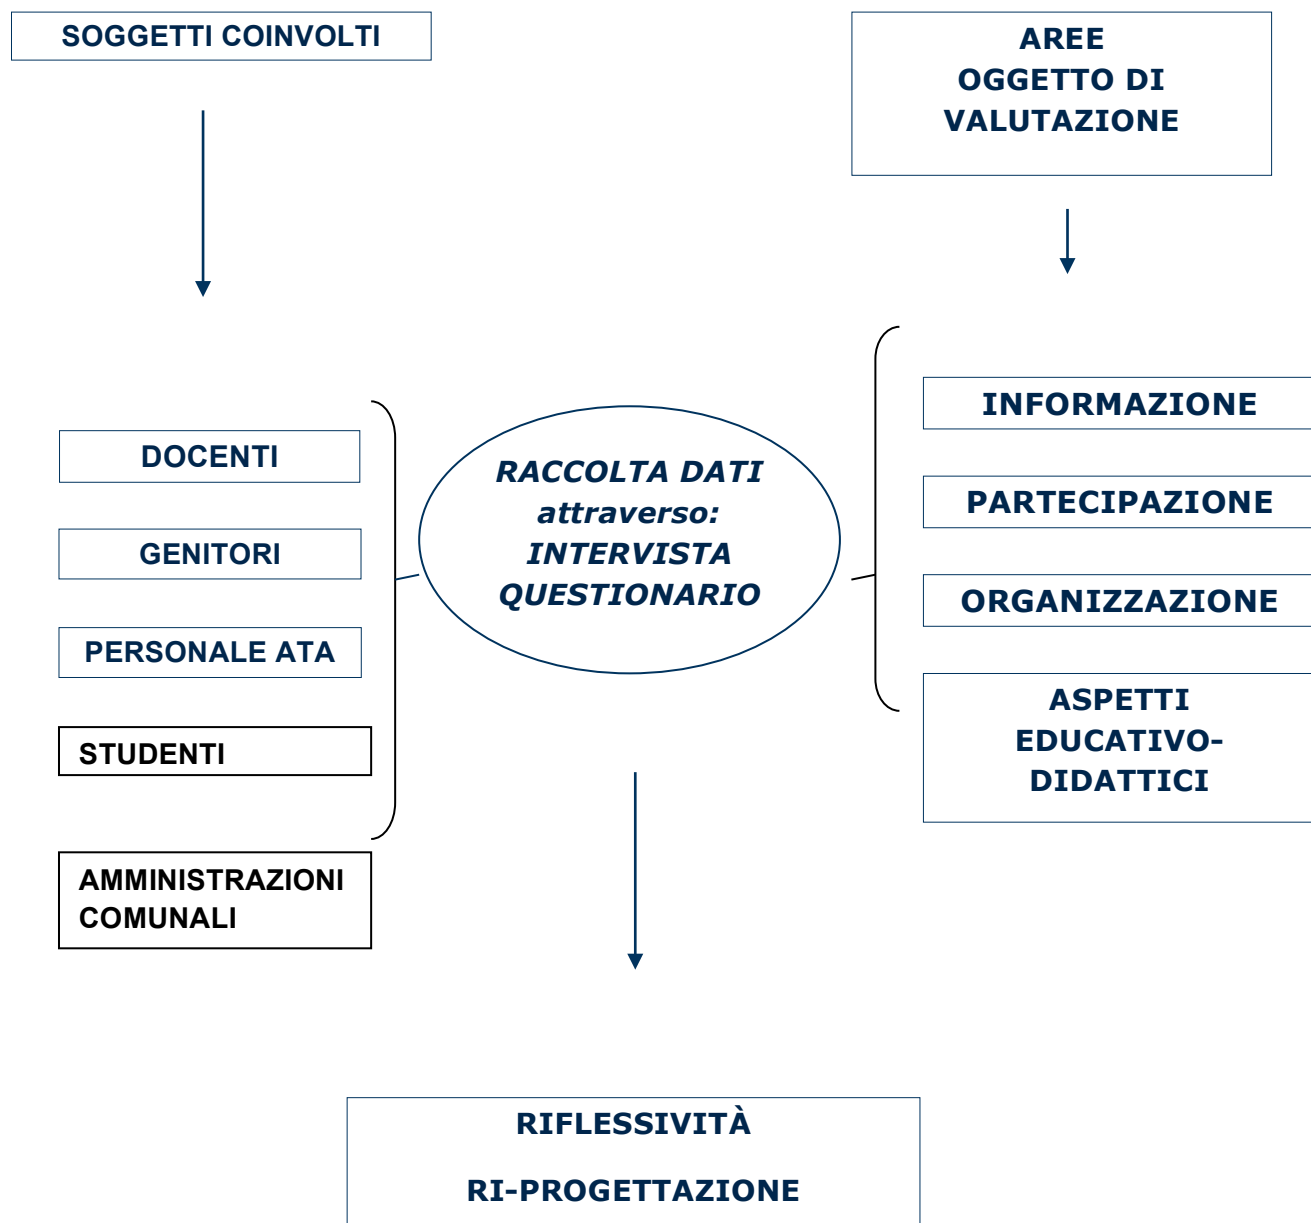 SOGGETTI COINVOLTI
AREE
OGGETTO DI
VALUTAZIONE
DOCENTI
GENITORI
PERSONALE ATA
STUDENTI
AMMINISTRAZIONI
COMUNALI
RACCOLTA DATI
attraverso:
INTERVISTA
QUESTIONARIO
INFORMAZIONE
PARTECIPAZIONE
ORGANIZZAZIONE
ASPETTI
EDUCATIVO-
DIDATTICI
RIFLESSIVITÀ
RI-PROGETTAZIONE